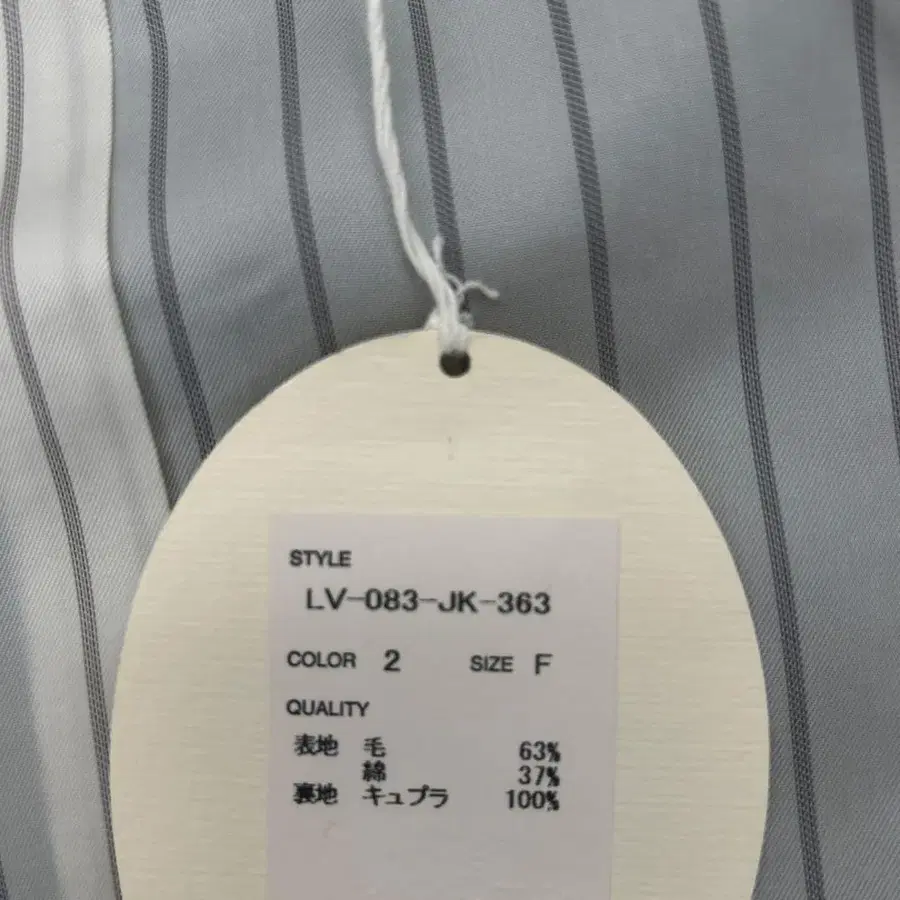 STYLE
LV-083-JK-363
COLOR 2 SIZE F
QUALITY
表地 毛 63%
綿 37%
裏地 キュプラ 100%